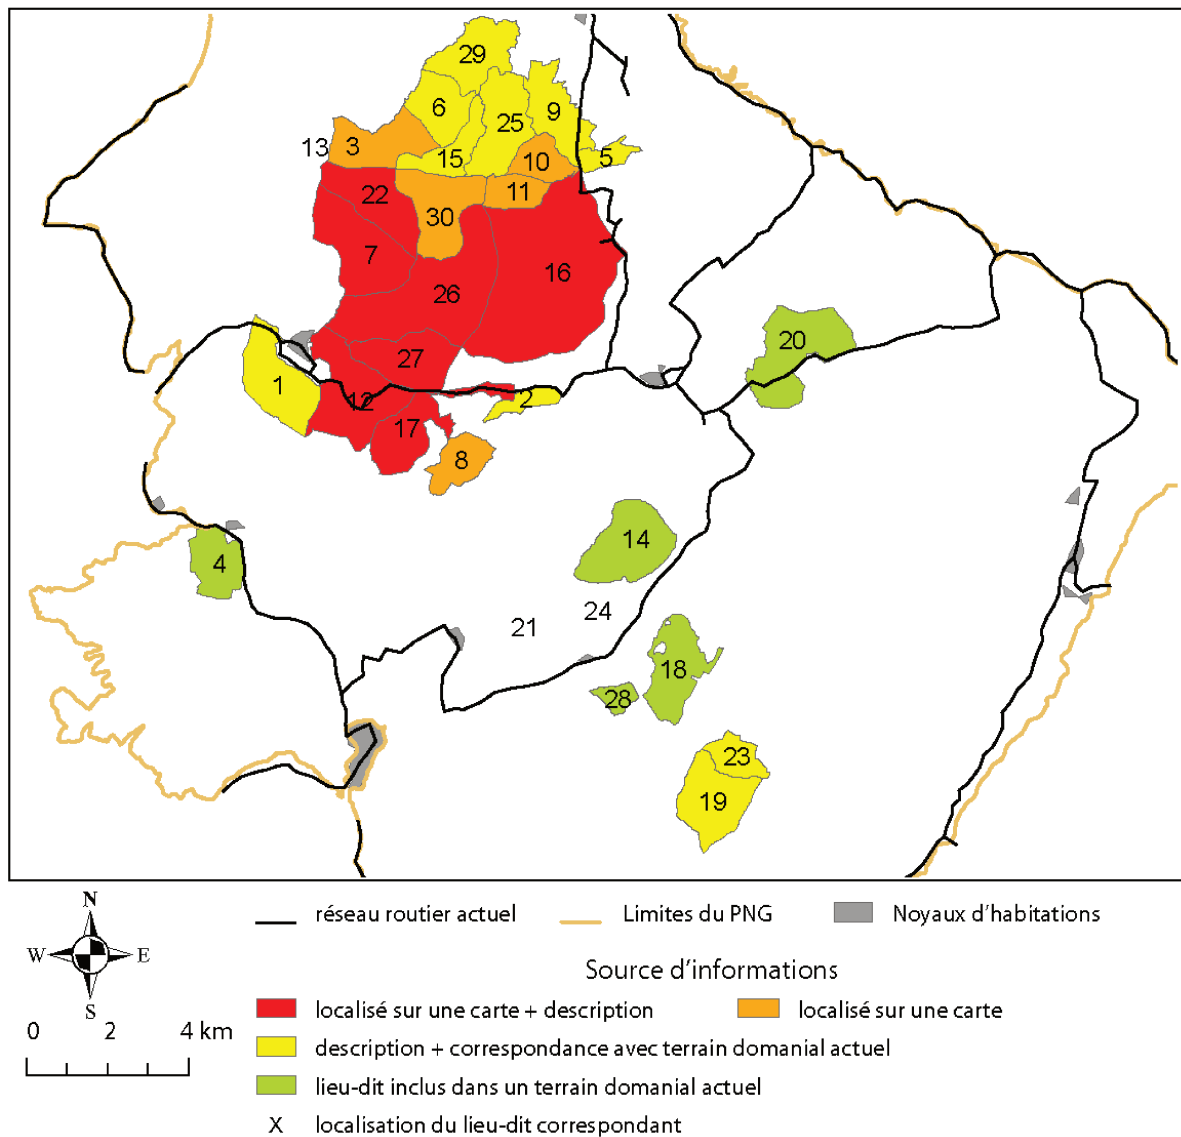 29
6
25
9
13
3
15
10
5
22
11
30
7
16
26
20
27
1
12
2
17
8
14
4
24
21
18
28
23
19
N
W
E
S
réseau routier actuel
Limites du PNG
Noyaux d'habitations
Source d'informations
0 2 4 km
localisé sur une carte + description
localisé sur une carte
description + correspondance avec terrain domanial actuel
lieu-dit inclus dans un terrain domanial actuel
X localisation du lieu-dit correspondant